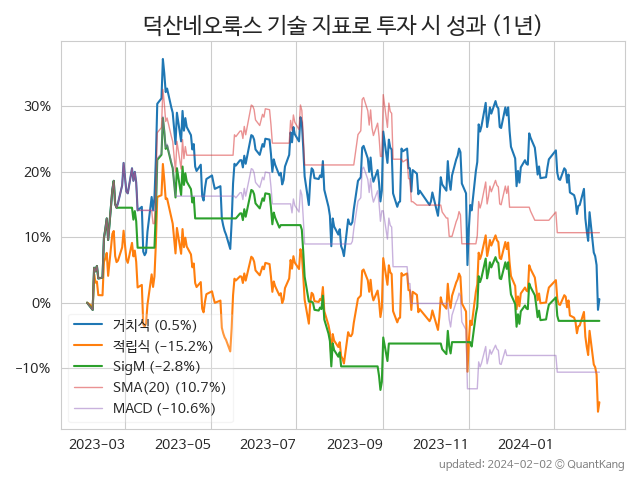 덕산네오룩스 기술 지표로 투자 시 성과 (1년)
30%
20%
10%
0%
−10%
거치식 (0.5%)
적립식 (−15.2%)
SigM (−2.8%)
SMA(20) (10.7%)
MACD (−10.6%)
2023-03 2023-05 2023-07 2023-09 2023-11 2024-01
updated: 2024-02-02 © QuantKang